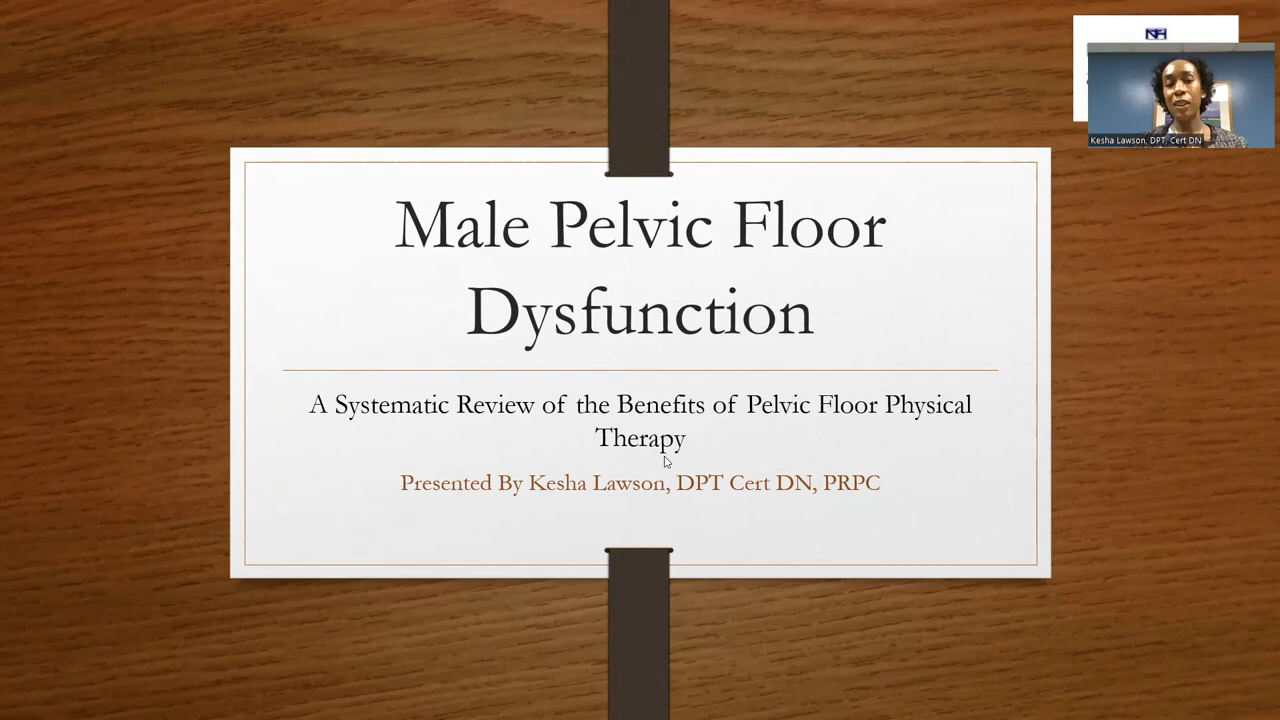 NH
Kesha Lawson, DPT, Cert DN
Male Pelvic Floor
Dysfunction
A Systematic Review of the Benefits of Pelvic Floor Physical
Therapy
Presented By Kesha Lawson, DPT Cert DN, PRPC